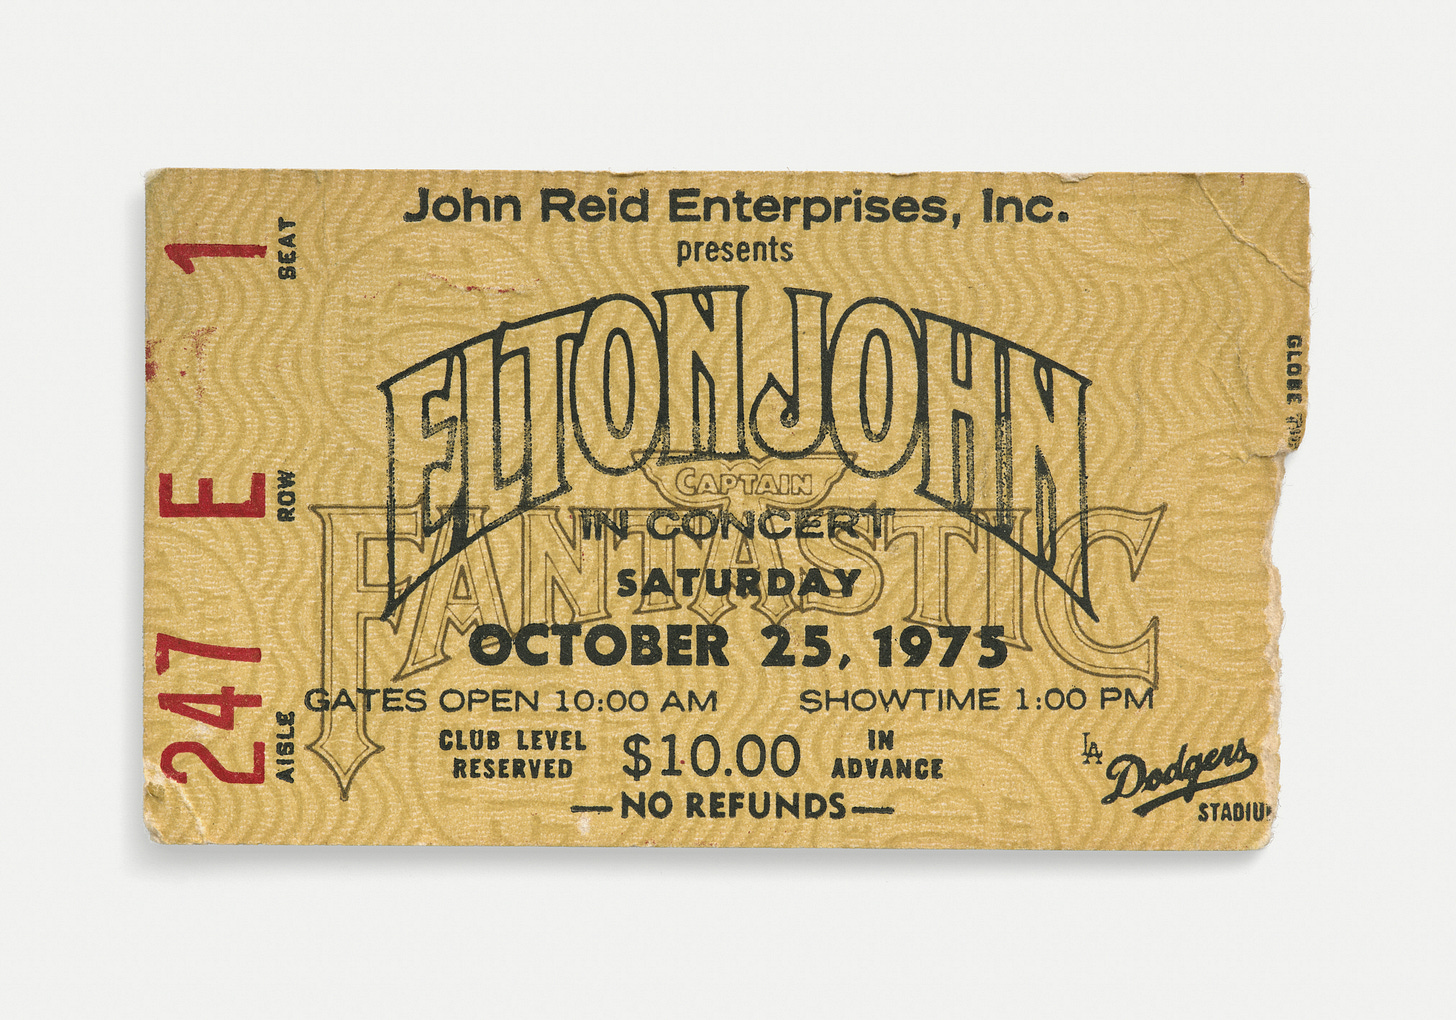 John Reid Enterprises, Inc.
presents
ELTON JOHN
CAPTAIN
FANTASTIC
IN CONCERT
SATURDAY
OCTOBER 25, 1975
GATES OPEN 10:00 AM SHOWTIME 1:00 PM
CLUB LEVEL RESERVED $10.00 IN ADVANCE
—NO REFUNDS—
LA Dodgers
STADIU
1 SEAT
E ROW
247 AISLE
GLOBE